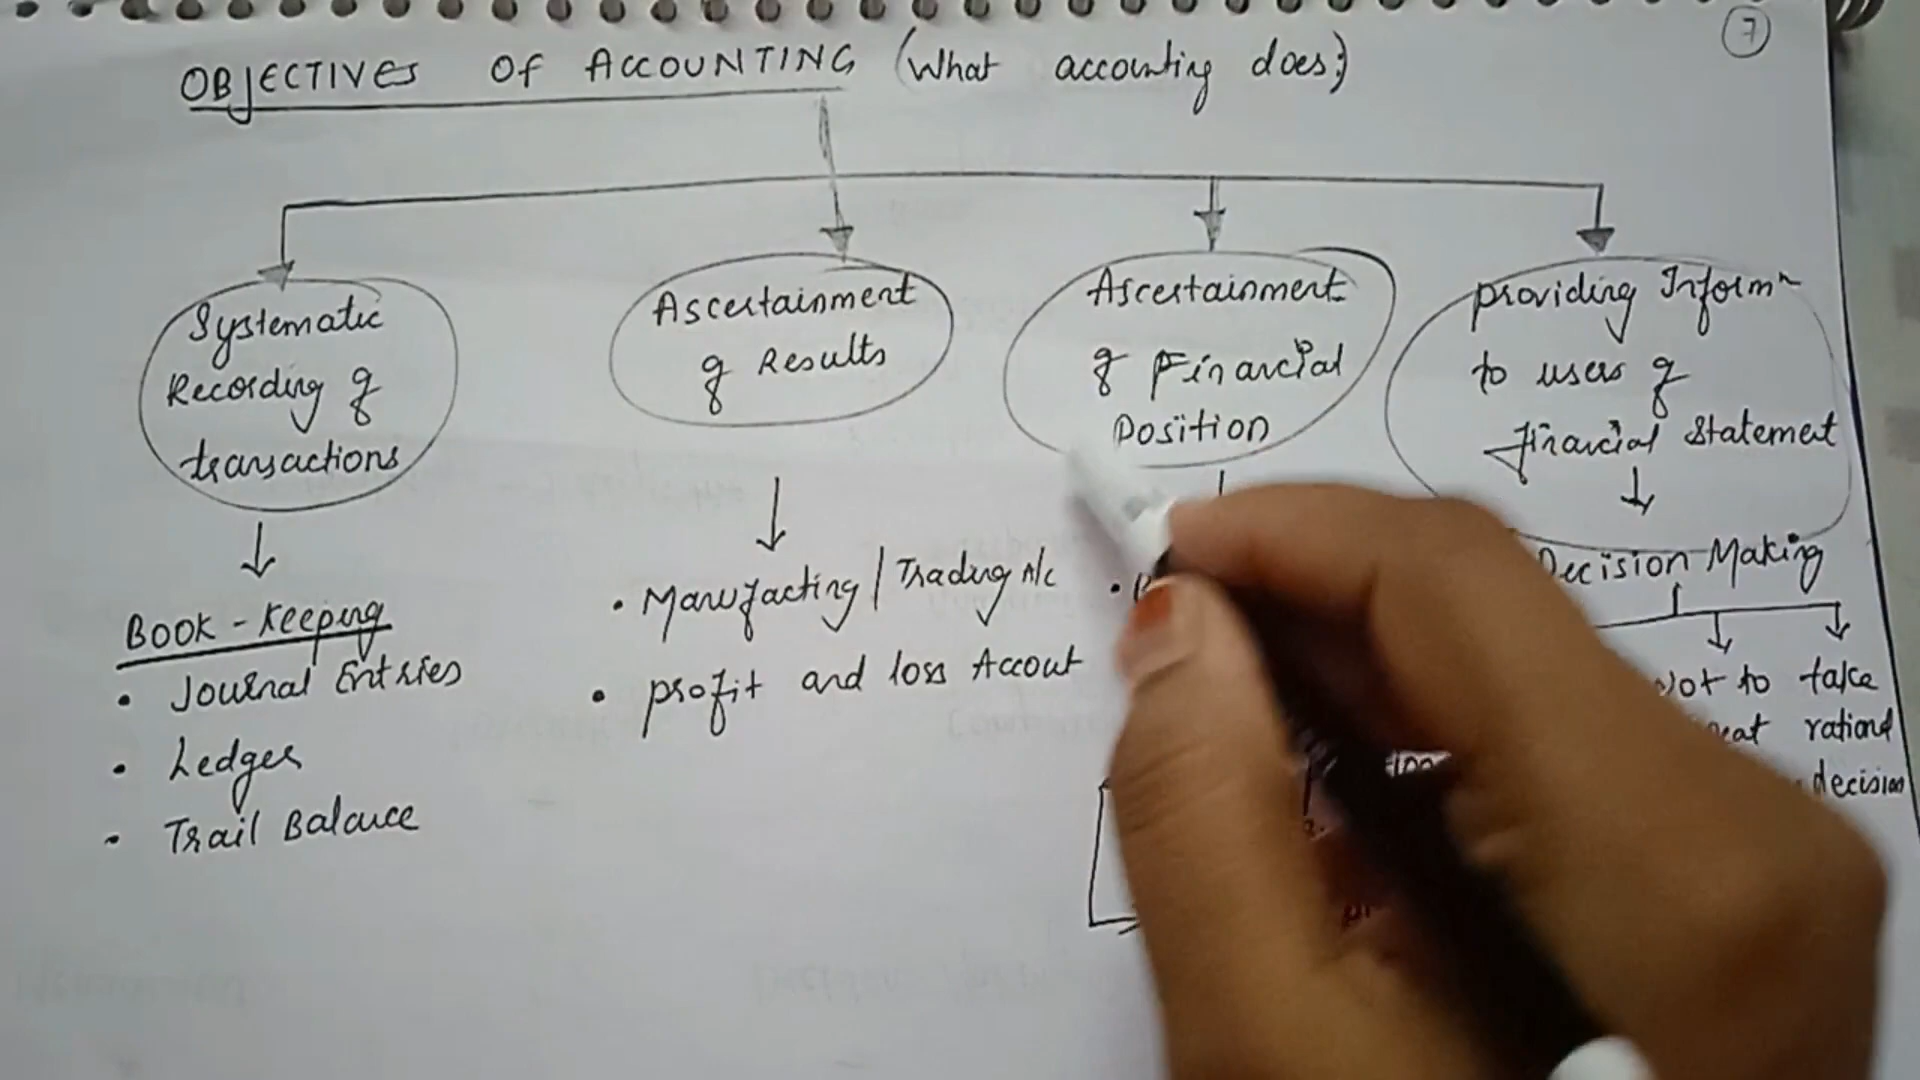 7
OBJECTIVES OF ACCOUNTING (What accounting does:)
Systematic
Recording of
transactions
BOOK - Keeping
• Journal Entries
• Ledger
• Trail Balance
Ascertainment
of Results
• Manufacting / Trading A/c
• profit and loss Accout
Ascertainment
of Financial
Position
providing Inform n
to users of
financial Statement
Decision Making
Not to
take
rational
decision